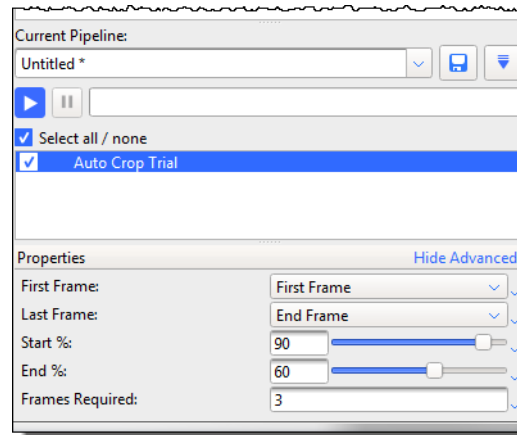 Current Pipeline:
Untitled *
Select all / none
Auto Crop Trial
Properties Hide Advanced
First Frame: First Frame
Last Frame: End Frame
Start %: 90
End %: 60
Frames Required: 3